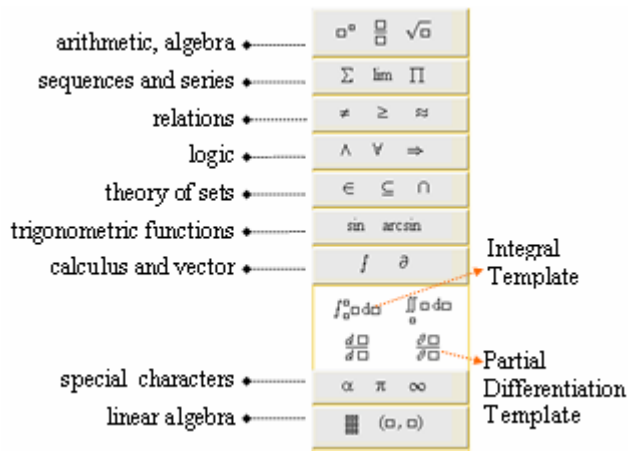 arithmetic, algebra □° □/□ √□
sequences and series Σ lim Π
relations ≠ ≥ ≈
logic ∧ ∀ ⇒
theory of sets ∈ ⊆ ∩
trigonometric functions sin arcsin
calculus and vector ∫ ∂
Integral
Template
∫□□ □ d□ ∬□ □ d□
d□/d□ ∂□/∂□
Partial
Differentiation
Template
special characters α π ∞
linear algebra (□, □)